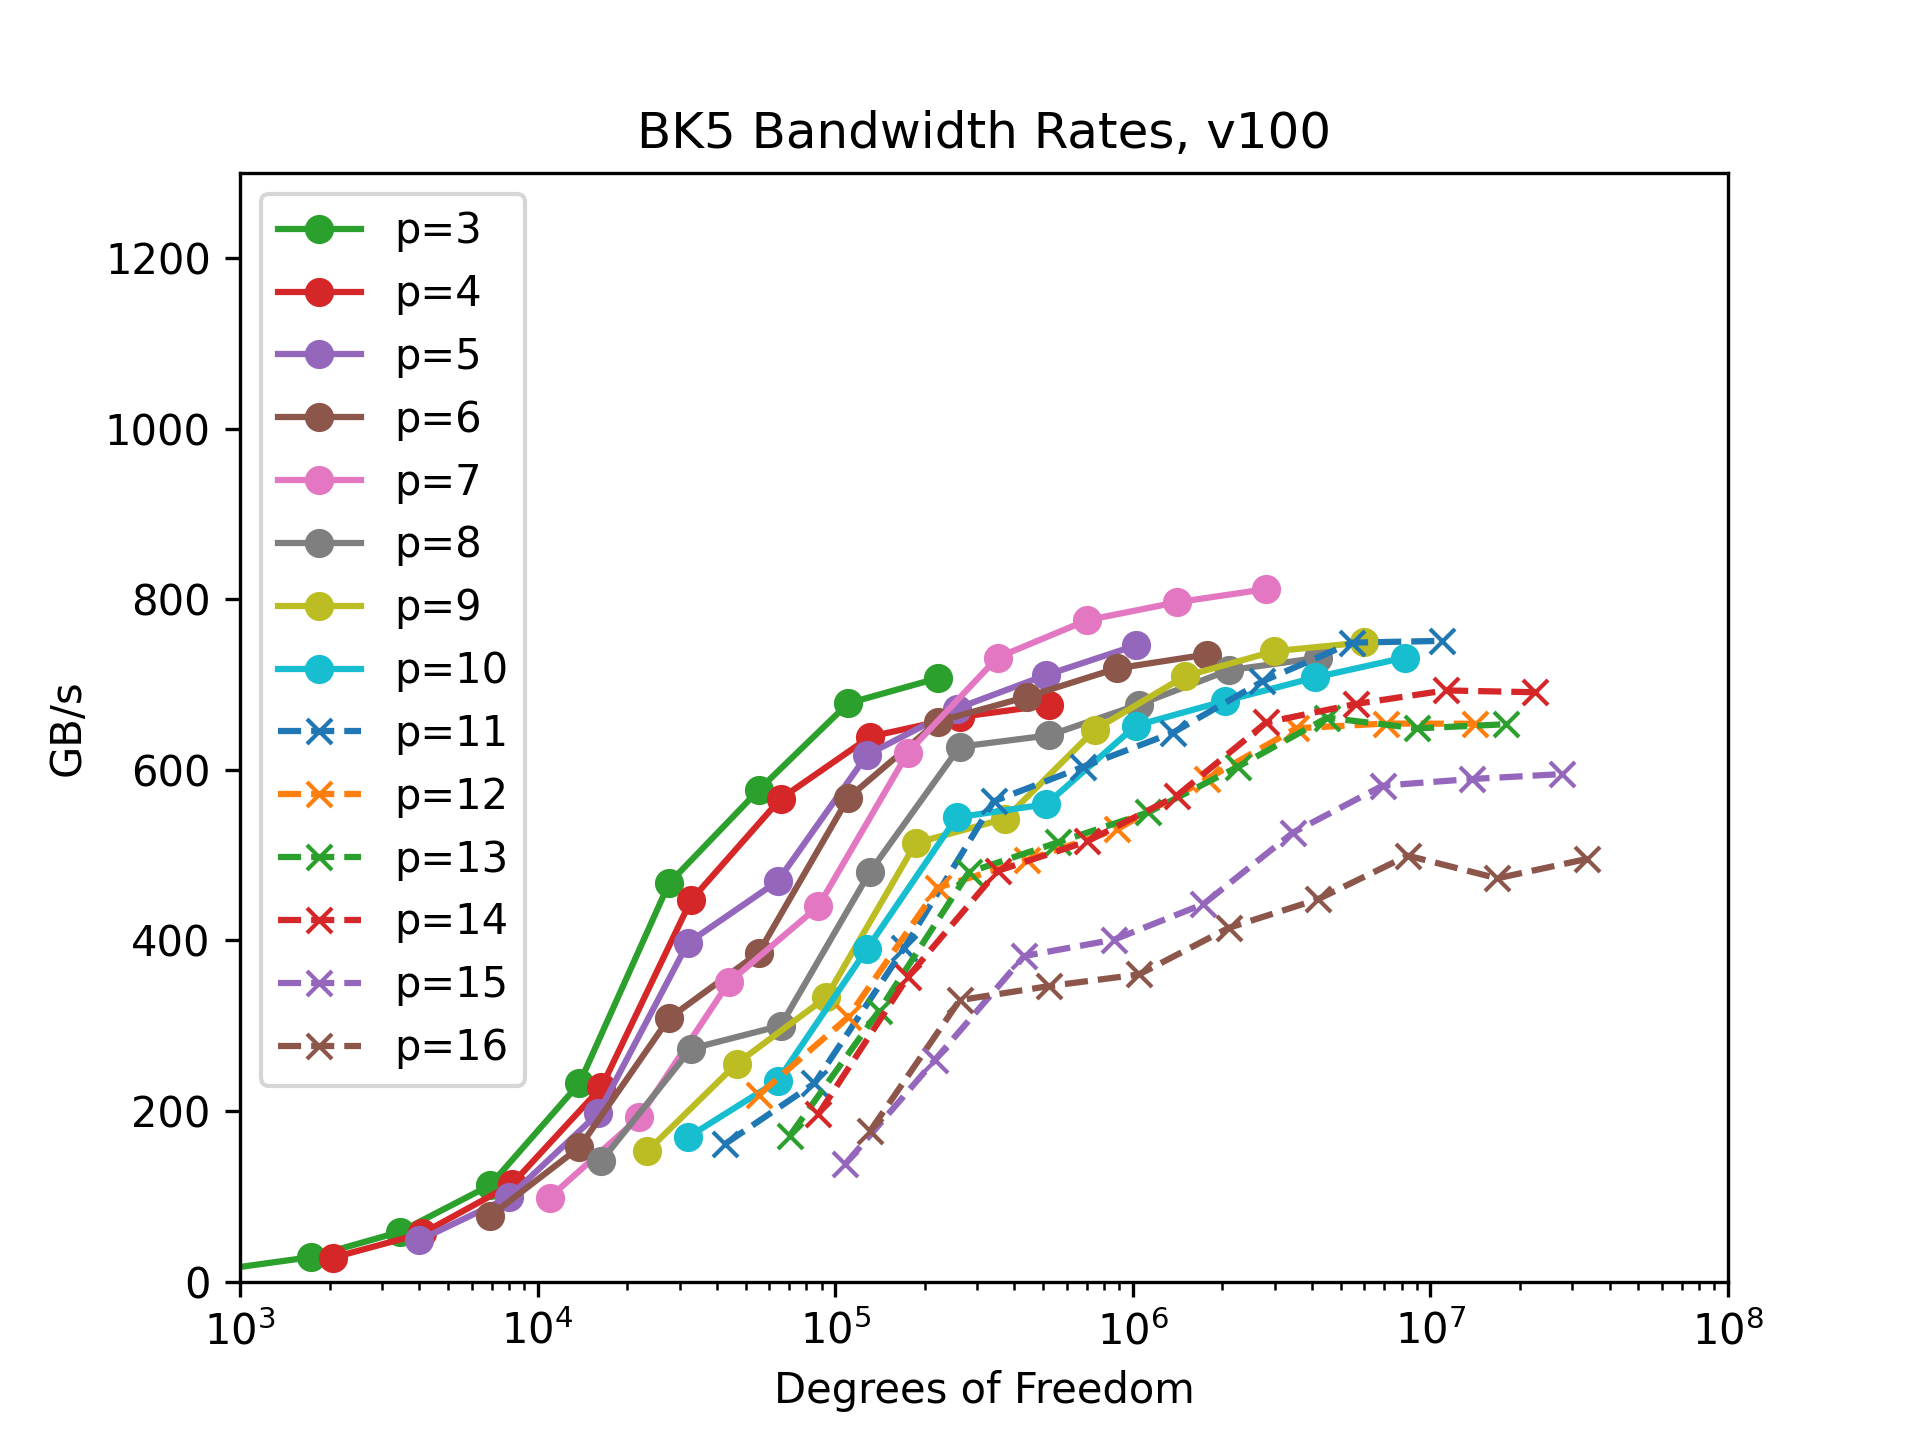 BK5 Bandwidth Rates, v100
p=3
p=4
p=5
p=6
p=7
p=8
p=9
p=10
p=11
p=12
p=13
p=14
p=15
p=16
1200
1000
800
600
400
200
0
GB/s
10³ 10⁴ 10⁵ 10⁶ 10⁷ 10⁸
Degrees of Freedom